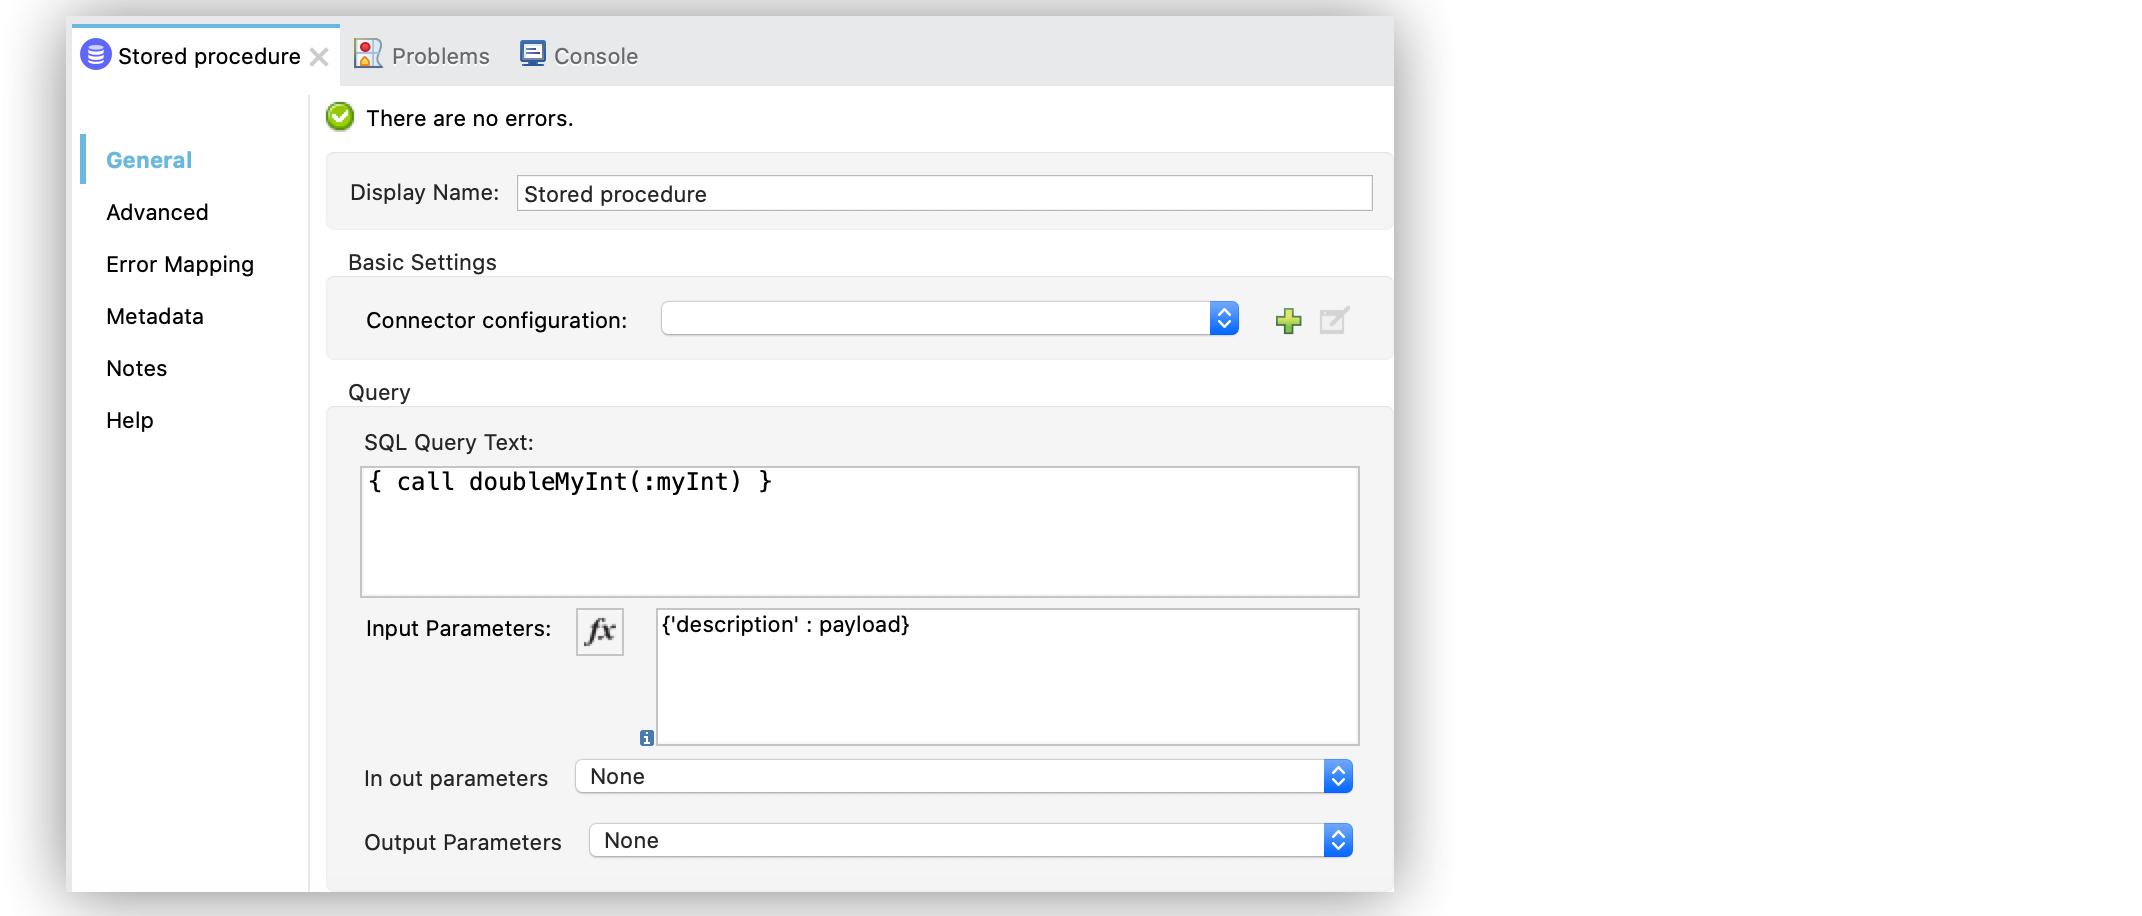 Stored procedure
Problems
Console
There are no errors.
General
Advanced
Error Mapping
Metadata
Notes
Help
Display Name: Stored procedure
Basic Settings
Connector configuration:
Query
SQL Query Text:
{ call doubleMyInt(:myInt) }
Input Parameters: fx {'description' : payload}
i
In out parameters None
Output Parameters None